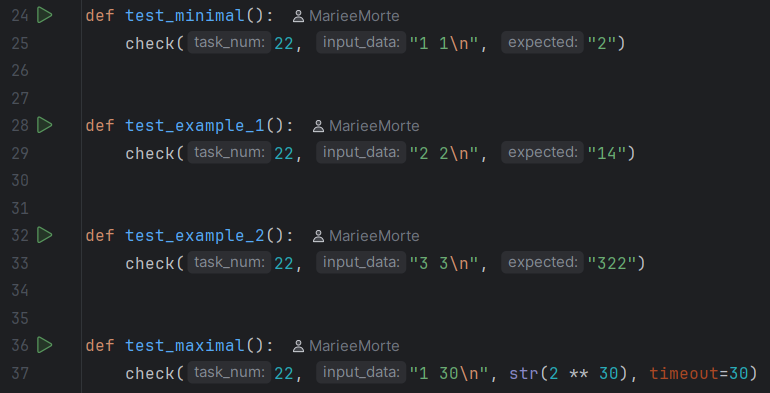 24 def test_minimal(): MarieeMorte
25 check( task_num: 22, input_data: "1 1\n", expected: "2")
26
27
28 def test_example_1(): MarieeMorte
29 check( task_num: 22, input_data: "2 2\n", expected: "14")
30
31
32 def test_example_2(): MarieeMorte
33 check( task_num: 22, input_data: "3 3\n", expected: "322")
34
35
36 def test_maximal(): MarieeMorte
37 check( task_num: 22, input_data: "1 30\n", str(2 ** 30), timeout=30)